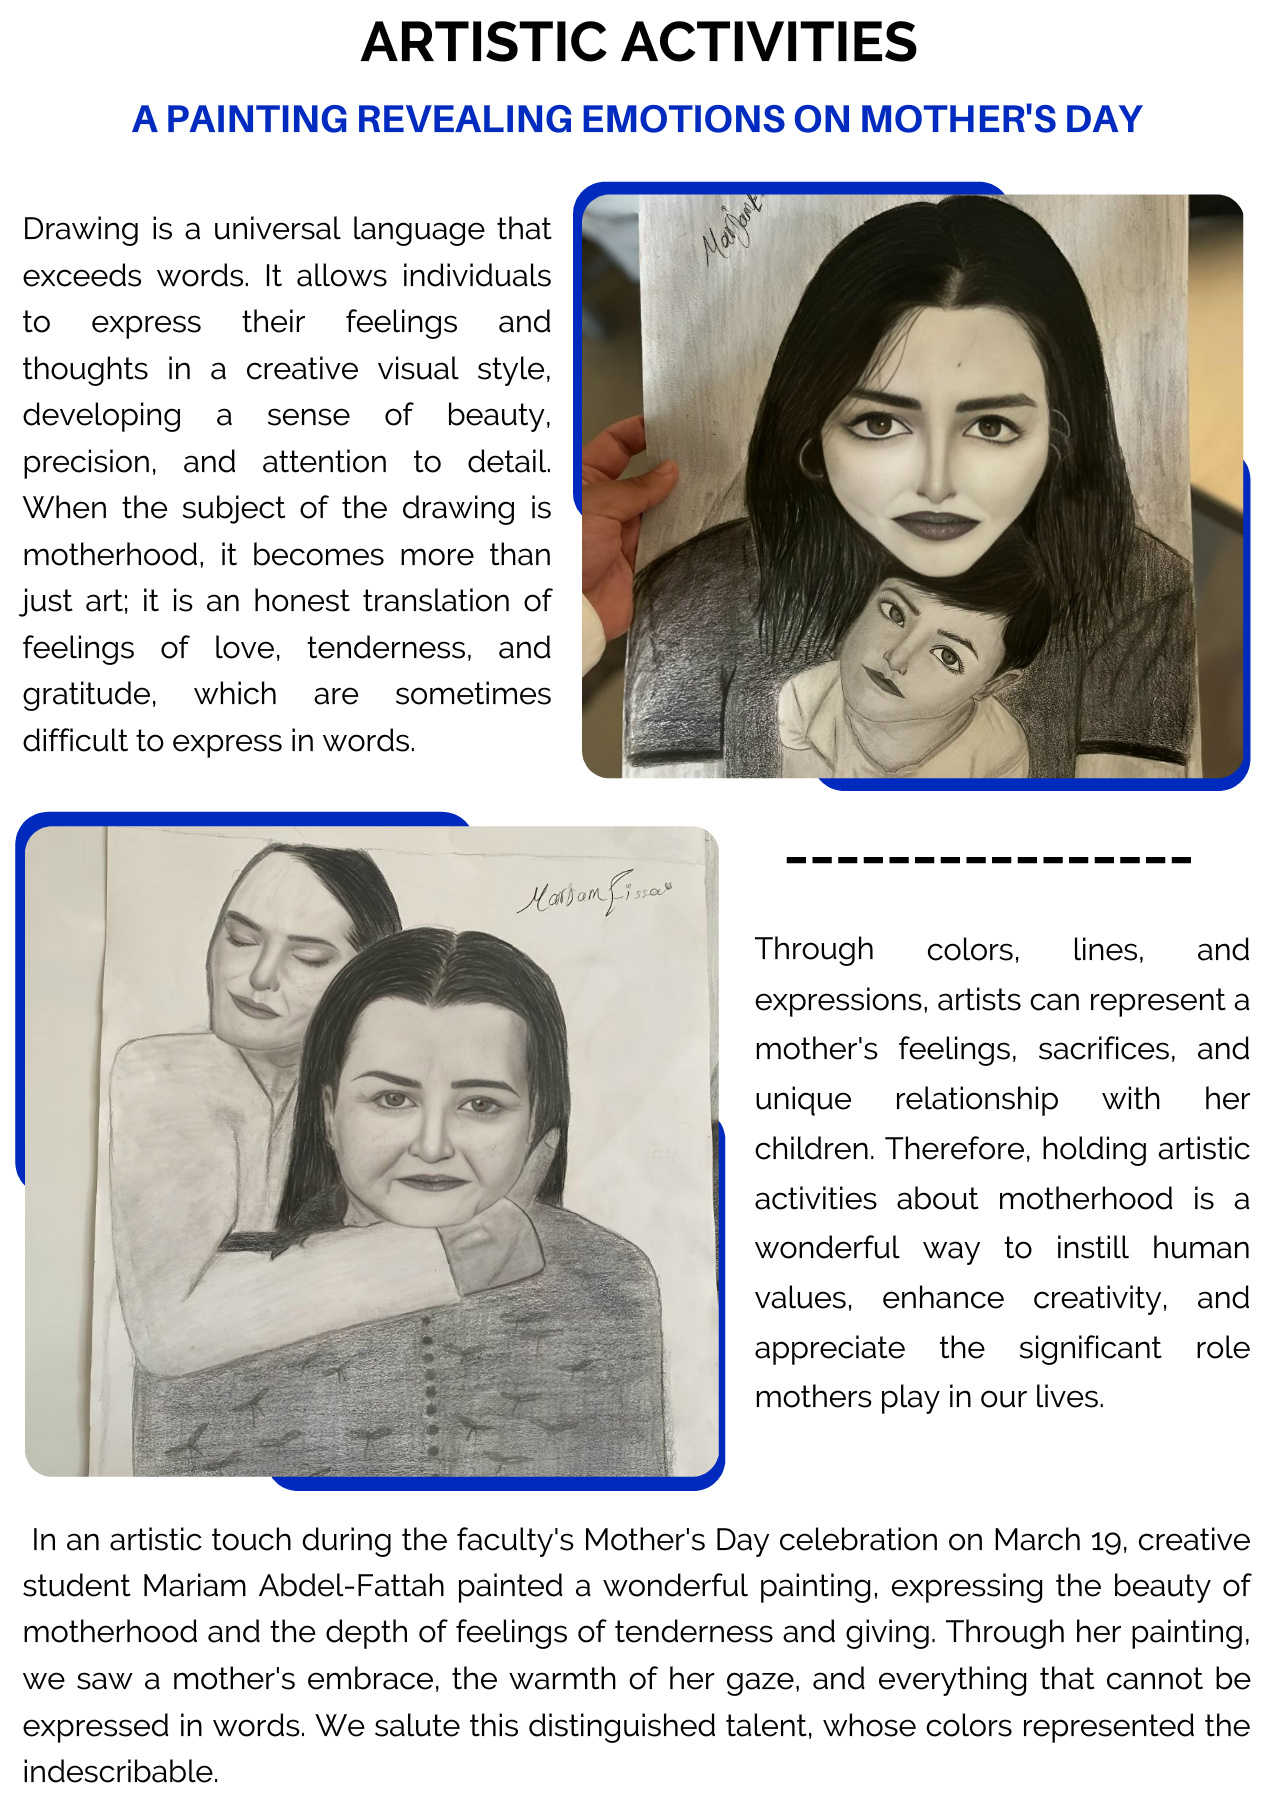 ARTISTIC ACTIVITIES
A PAINTING REVEALING EMOTIONS ON MOTHER'S DAY
Drawing is a universal language that
exceeds words. It allows individuals
to express their feelings and
thoughts in a creative visual style,
developing a sense of beauty,
precision, and attention to detail.
When the subject of the drawing is
motherhood, it becomes more than
just art; it is an honest translation of
feelings of love, tenderness, and
gratitude, which are sometimes
difficult to express in words.
Mariam Eissa
Through colors, lines, and
expressions, artists can represent a
mother's feelings, sacrifices, and
unique relationship with her
children. Therefore, holding artistic
activities about motherhood is a
wonderful way to instill human
values, enhance creativity, and
appreciate the significant role
mothers play in our lives.
In an artistic touch during the faculty's Mother's Day celebration on March 19, creative
student Mariam Abdel-Fattah painted a wonderful painting, expressing the beauty of
motherhood and the depth of feelings of tenderness and giving. Through her painting,
we saw a mother's embrace, the warmth of her gaze, and everything that cannot be
expressed in words. We salute this distinguished talent, whose colors represented the
indescribable.